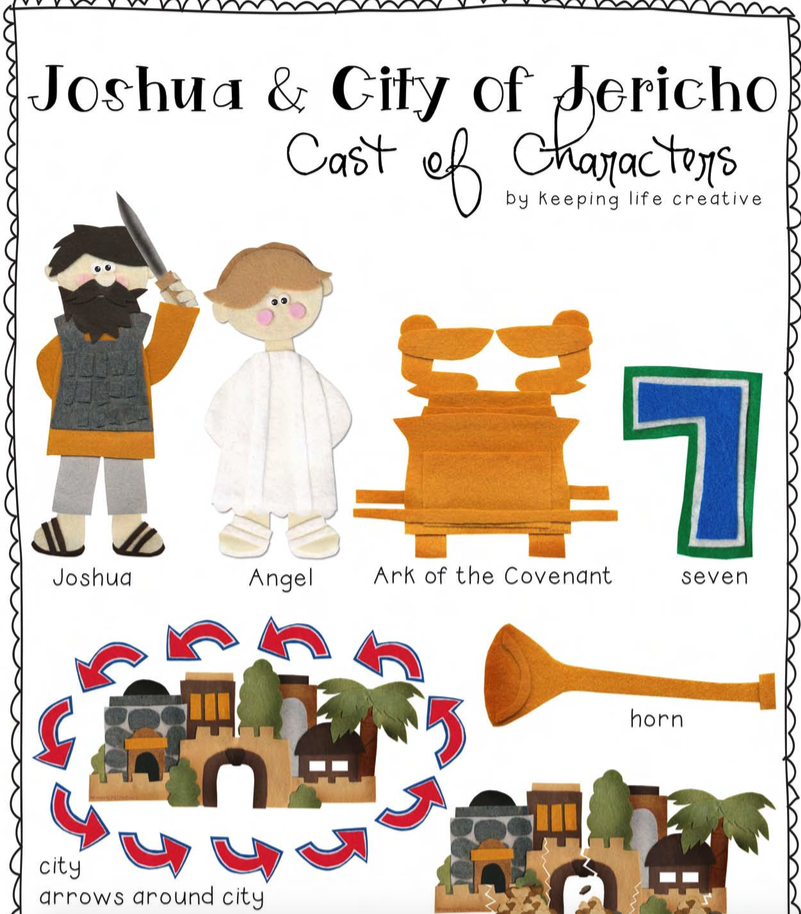 Joshua & City of Jericho
Cast of Characters
by keeping life creative
Joshua
Angel
Ark of the Covenant
seven
horn
city
arrows around city